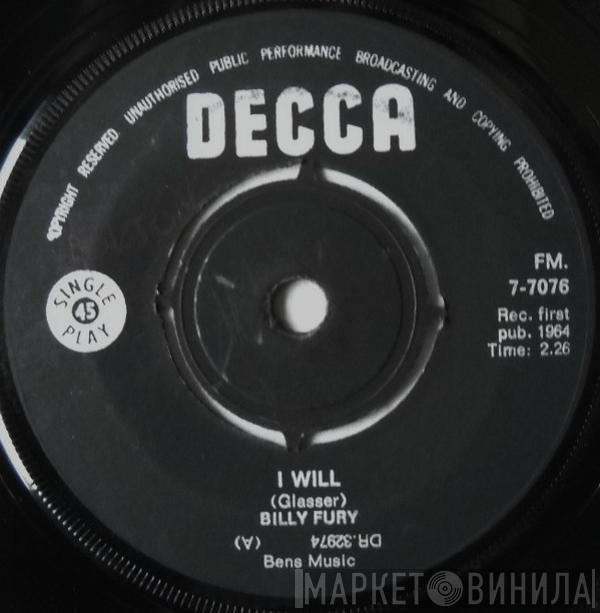 COPYRIGHT RESERVED. UNAUTHORISED PUBLIC PERFORMANCE BROADCASTING AND COPYING PROHIBITED
DECCA
SINGLE
45
PLAY
FM.
7-7076
Rec. first
pub. 1964
Time: 2.26
I WILL
(Glasser)
BILLY FURY
DR.32974 (A)
Bens Music
МАРКЕТ ВИНИЛА